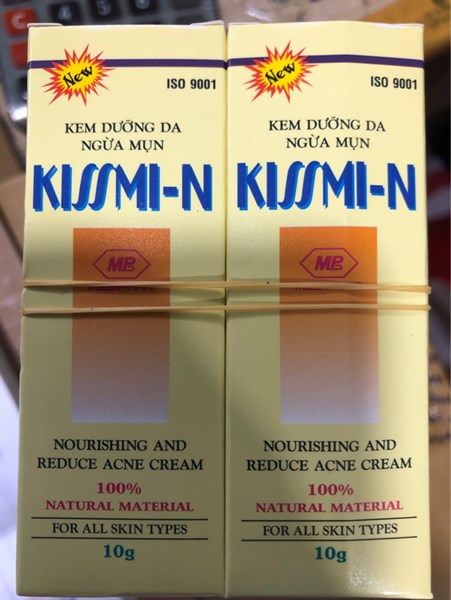 New
ISO 9001
KEM DƯỠNG DA
NGỪA MỤN
KISSMI-N
MP
NOURISHING AND
REDUCE ACNE CREAM
100%
NATURAL MATERIAL
FOR ALL SKIN TYPES
10g
New
ISO 9001
KEM DƯỠNG DA
NGỪA MỤN
KISSMI-N
MP
NOURISHING AND
REDUCE ACNE CREAM
100%
NATURAL MATERIAL
FOR ALL SKIN TYPES
10g